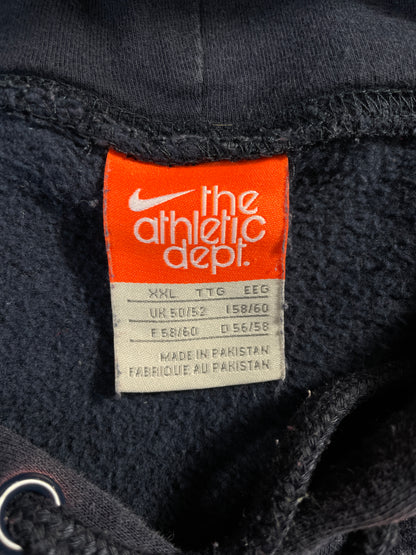 the
athletic
dept.
XXL TTG EEG
UK 50/52 I 58/60
F 58/60 D 56/58
MADE IN PAKISTAN
FABRIQUE AU PAKISTAN